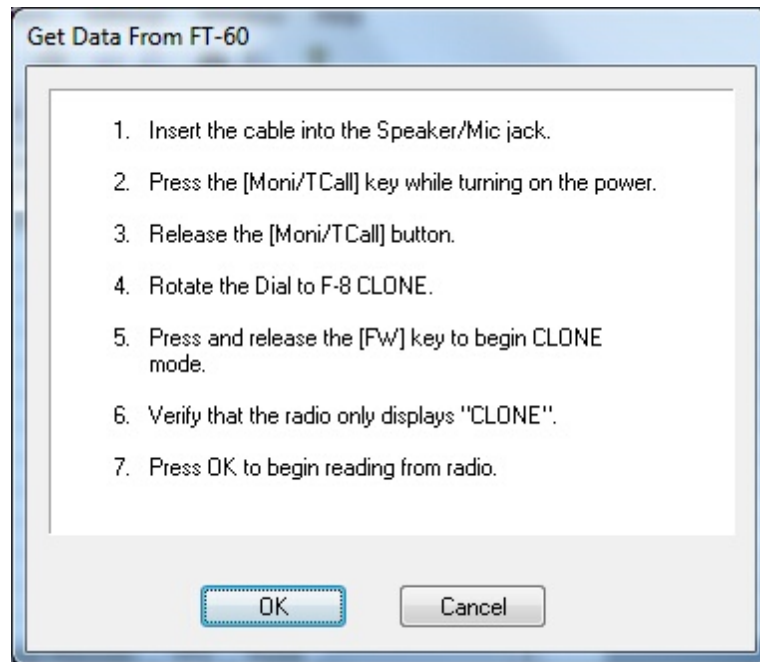 Get Data From FT-60
1. Insert the cable into the Speaker/Mic jack.
2. Press the [Moni/TCall] key while turning on the power.
3. Release the [Moni/TCall] button.
4. Rotate the Dial to F-8 CLONE.
5. Press and release the [FW] key to begin CLONE
mode.
6. Verify that the radio only displays "CLONE".
7. Press OK to begin reading from radio.
OK
Cancel